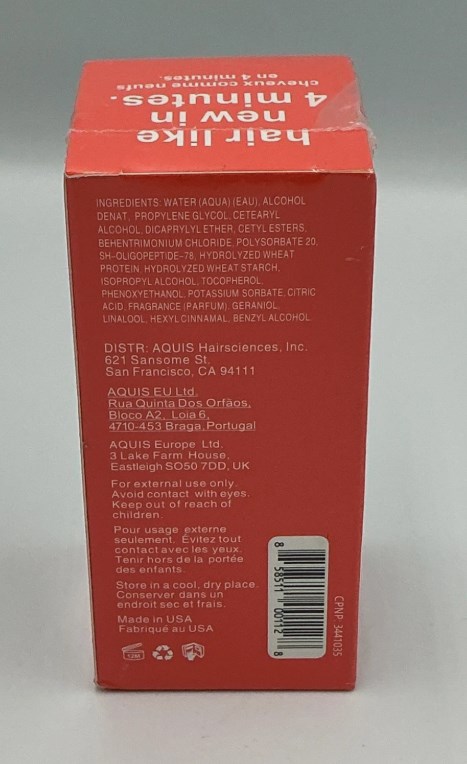 hair like
new in
4 minutes.
cheveux comme neufs
en 4 minutes.
INGREDIENTS: WATER (AQUA) (EAU), ALCOHOL
DENAT, PROPYLENE GLYCOL, CETEARYL
ALCOHOL, DICAPRYLYL ETHER, CETYL ESTERS,
BEHENTRIMONIUM CHLORIDE, POLYSORBATE 20,
SH-OLIGOPEPTIDE-78, HYDROLYZED WHEAT
PROTEIN, HYDROLYZED WHEAT STARCH,
ISOPROPYL ALCOHOL, TOCOPHEROL,
PHENOXYETHANOL, POTASSIUM SORBATE, CITRIC
ACID, FRAGRANCE (PARFUM), GERANIOL,
LINALOOL, HEXYL CINNAMAL, BENZYL ALCOHOL.
DISTR: AQUIS Hairsciences, Inc.
621 Sansome St,
San Francisco, CA 94111
AQUIS EU Ltd,
Rua Quinta Dos Orfãos,
Bloco A2, Loja 6,
4710-453 Braga, Portugal
AQUIS Europe Ltd.
3 Lake Farm House,
Eastleigh SO50 7DD, UK
For external use only.
Avoid contact with eyes.
Keep out of reach of
children.
Pour usage externe
seulement. Évitez tout
contact avec les yeux.
Tenir hors de la portée
des enfants.
Store in a cool, dry place.
Conserver dans un
endroit sec et frais.
Made in USA
Fabriqué au USA
12M
8 58511 00112 8
CPNP: 3441035